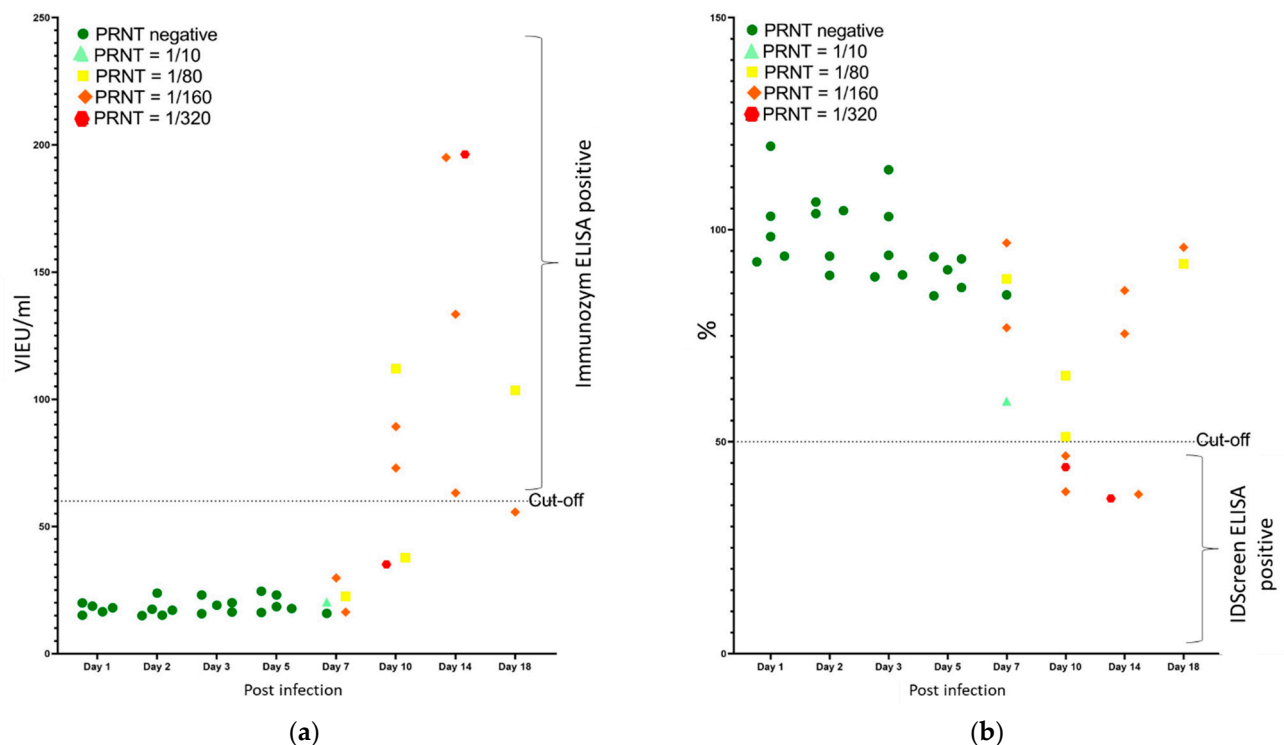 250
200
150
100
50
0
VIEU/ml
PRNT negative
PRNT = 1/10
PRNT = 1/80
PRNT = 1/160
PRNT = 1/320
Immunozym ELISA positive
Cut-off
Day 1 Day 2 Day 3 Day 5 Day 7 Day 10 Day 14 Day 18
Post infection
(a)
150
100
50
0
%
PRNT negative
PRNT = 1/10
PRNT = 1/80
PRNT = 1/160
PRNT = 1/320
Cut-off
IDScreen ELISA
positive
Day 1 Day 2 Day 3 Day 5 Day 7 Day 10 Day 14 Day 18
Post infection
(b)